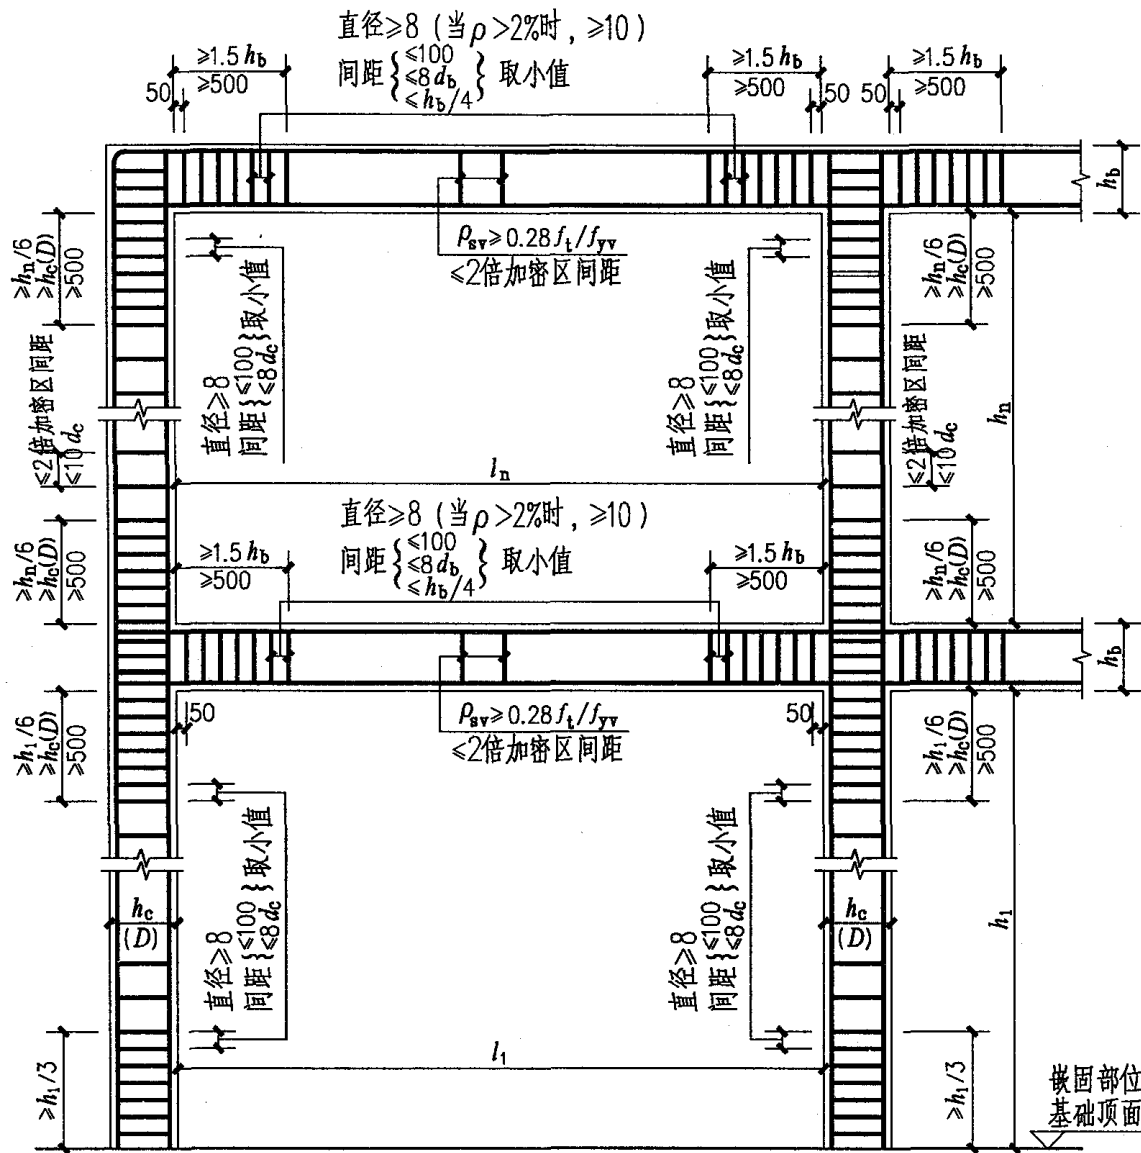 直径≥8 (当ρ>2%时, ≥10)
间距{≤100 ≤8db ≤hb/4}取小值
≥1.5hb
≥500
50
≥1.5hb
≥500
50
50
≥1.5hb
≥500
hb
ρsv≥0.28ft/fyv
≤2倍加密区间距
≥hn/6
≥hc(D)
≥500
直径≥8
间距{≤100 ≤8dc}取小值
直径≥8
间距{≤100 ≤8dc}取小值
≥hn/6
≥hc(D)
≥500
≤2倍加密区间距
≤10dc
≤2倍加密区间距
≤10dc
hn
ln
直径≥8 (当ρ>2%时, ≥10)
间距{≤100 ≤8db ≤hb/4}取小值
≥hn/6
≥hc(D)
≥500
≥1.5hb
≥500
≥1.5hb
≥500
≥hn/6
≥hc(D)
≥500
hb
50
ρsv≥0.28ft/fyv
≤2倍加密区间距
50
≥h1/6
≥hc(D)
≥500
≥h1/6
≥hc(D)
≥500
直径≥8
间距{≤100 ≤8dc}取小值
直径≥8
间距{≤100 ≤8dc}取小值
hc
(D)
hc
(D)
h1
l1
≥h1/3
≥h1/3
嵌固部位
基础顶面